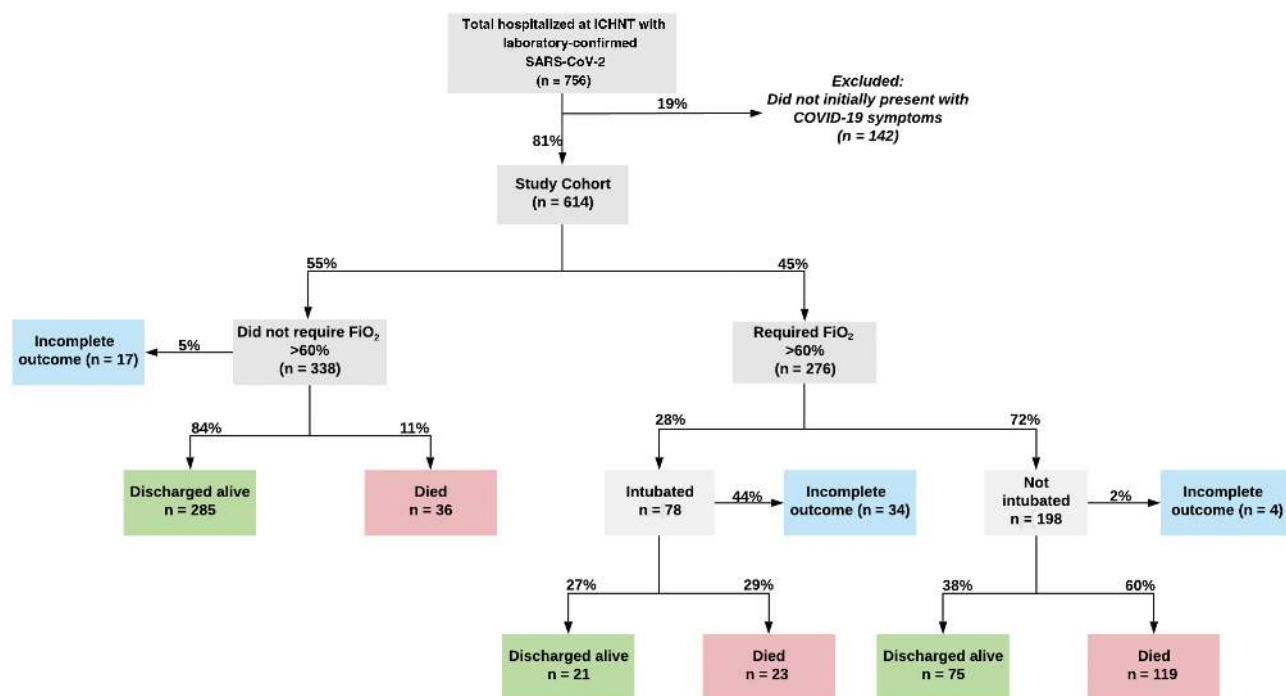 Total hospitalized at ICHNT with
laboratory-confirmed
SARS-CoV-2
(n = 756)
Excluded:
Did not initially present with
COVID-19 symptoms
(n = 142)
19%
81%
Study Cohort
(n = 614)
55%
45%
Incomplete
outcome (n = 17)
5%
Did not require FiO₂
>60%
(n = 338)
Required FiO₂
>60%
(n = 276)
84%
11%
28%
72%
Discharged alive
n = 285
Died
n = 36
Intubated
n = 78
44%
Incomplete
outcome (n = 34)
Not
intubated
n = 198
2%
Incomplete
outcome (n = 4)
27%
29%
38%
60%
Discharged alive
n = 21
Died
n = 23
Discharged alive
n = 75
Died
n = 119